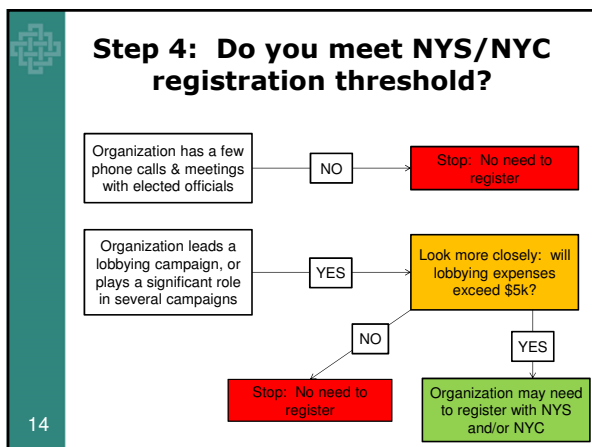 Step 4:  Do you meet NYS/NYC
registration threshold?
Organization has a few
phone calls & meetings
with elected officials
NO
Stop:  No need to
register
Organization leads a
lobbying campaign, or
plays a significant role
in several campaigns
YES
Look more closely:  will
lobbying expenses
exceed $5k?
NO
YES
Stop:  No need to
register
Organization may need
to register with NYS
and/or NYC
14